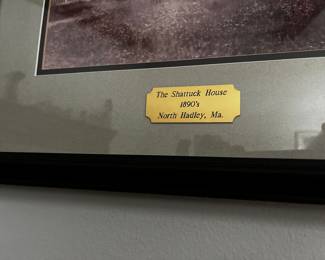 The Shattuck House
1890's
North Hadley, Ma.